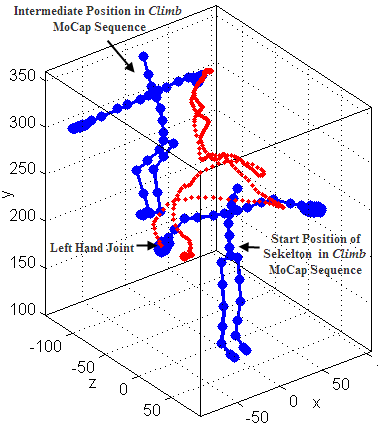 Intermediate Position in Climb
MoCap Sequence
350
300
y
250
200
150
100
Left Hand Joint
Start Position of
Sekelton in Climb
MoCap Sequence
-100
-50
z
0
50
-50
0
x
50